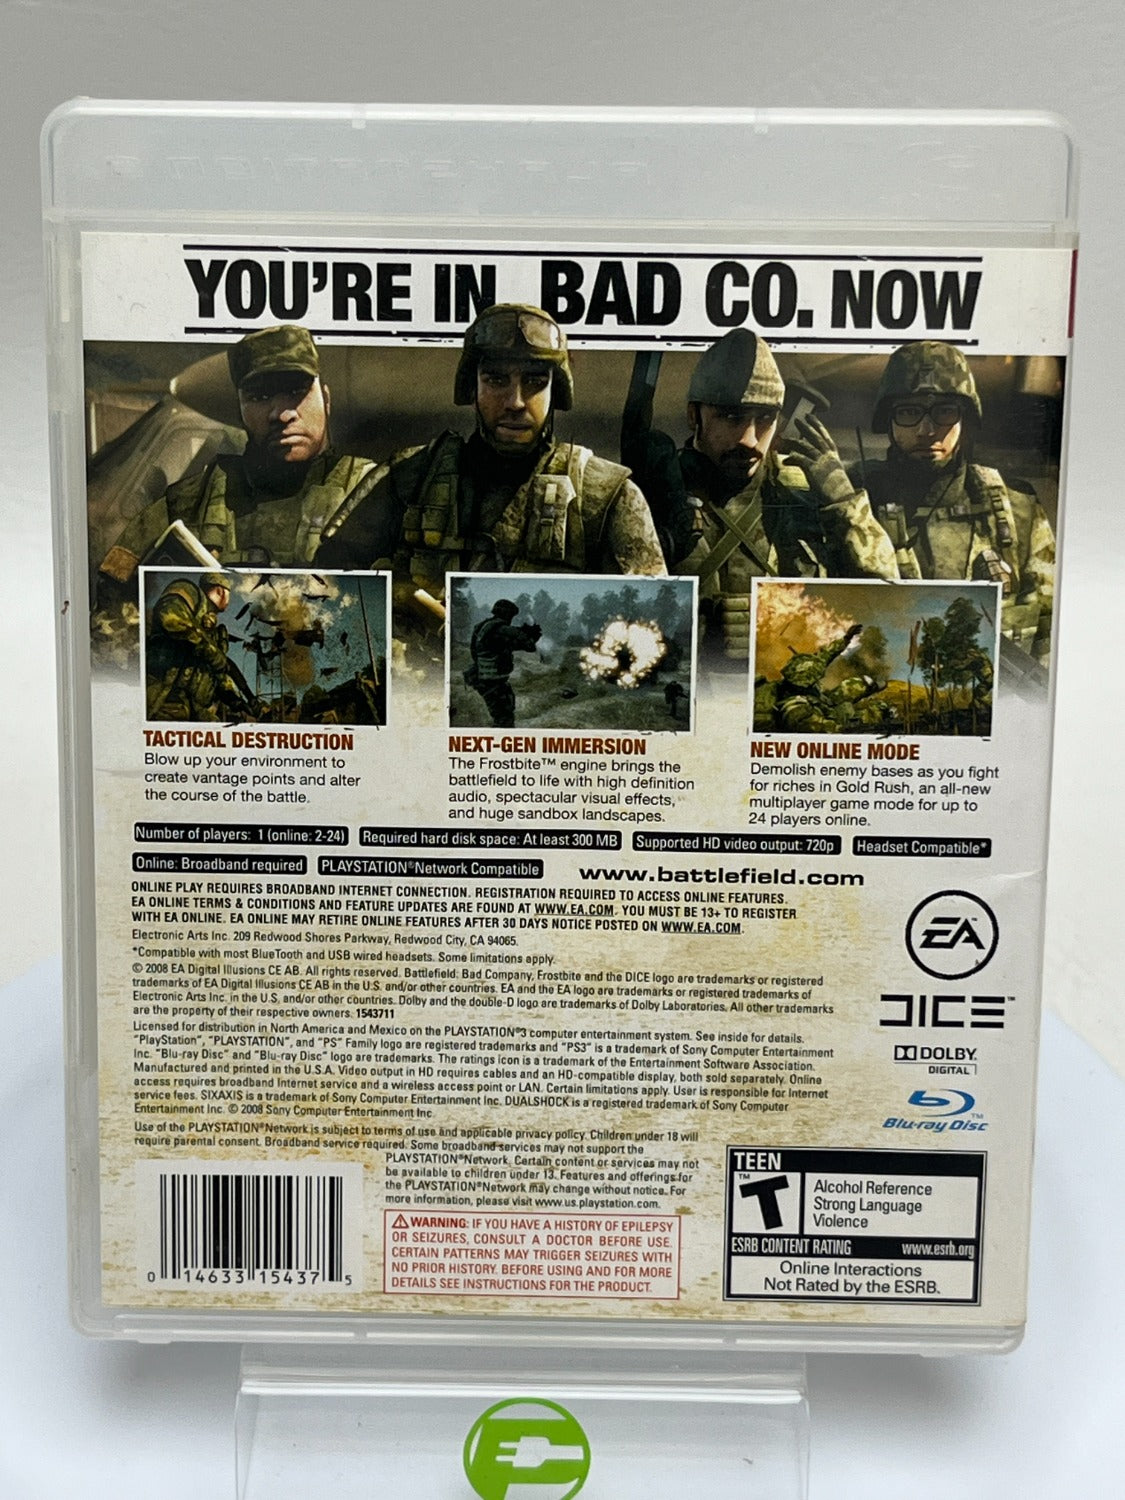 PLAYSTATION
YOU'RE IN BAD CO. NOW
TACTICAL DESTRUCTION
Blow up your environment to
create vantage points and alter
the course of the battle.
NEXT-GEN IMMERSION
The Frostbite™ engine brings the
battlefield to life with high definition
audio, spectacular visual effects,
and huge sandbox landscapes.
NEW ONLINE MODE
Demolish enemy bases as you fight
for riches in Gold Rush, an all-new
multiplayer game mode for up to
24 players online.
Number of players: 1 (online: 2-24) Required hard disk space: At least 300 MB Supported HD video output: 720p Headset Compatible*
Online: Broadband required PLAYSTATION®Network Compatible www.battlefield.com
ONLINE PLAY REQUIRES BROADBAND INTERNET CONNECTION. REGISTRATION REQUIRED TO ACCESS ONLINE FEATURES.
EA ONLINE TERMS & CONDITIONS AND FEATURE UPDATES ARE FOUND AT WWW.EA.COM. YOU MUST BE 13+ TO REGISTER
WITH EA ONLINE. EA ONLINE MAY RETIRE ONLINE FEATURES AFTER 30 DAYS NOTICE POSTED ON WWW.EA.COM.
Electronic Arts Inc. 209 Redwood Shores Parkway, Redwood City, CA 94065.
*Compatible with most BlueTooth and USB wired headsets. Some limitations apply.
© 2008 EA Digital Illusions CE AB. All rights reserved. Battlefield: Bad Company, Frostbite and the DICE logo are trademarks or registered
trademarks of EA Digital Illusions CE AB in the U.S. and/or other countries. EA and the EA logo are trademarks or registered trademarks of
Electronic Arts Inc. in the U.S. and/or other countries. Dolby and the double-D logo are trademarks of Dolby Laboratories. All other trademarks
are the property of their respective owners. 1543711
Licensed for distribution in North America and Mexico on the PLAYSTATION®3 computer entertainment system. See inside for details.
"PlayStation", "PLAYSTATION", and "PS" Family logo are registered trademarks and "PS3" is a trademark of Sony Computer Entertainment
Inc. "Blu-ray Disc" and "Blu-ray Disc" logo are trademarks. The ratings icon is a trademark of the Entertainment Software Association.
Manufactured and printed in the U.S.A. Video output in HD requires cables and an HD-compatible display, both sold separately. Online
access requires broadband Internet service and a wireless access point or LAN. Certain limitations apply. User is responsible for Internet
service fees. SIXAXIS is a trademark of Sony Computer Entertainment Inc. DUALSHOCK is a registered trademark of Sony Computer
Entertainment Inc. © 2008 Sony Computer Entertainment Inc.
Use of the PLAYSTATION®Network is subject to terms of use and applicable privacy policy. Children under 18 will
require parental consent. Broadband service required. Some broadband services may not support the
PLAYSTATION®Network. Certain content or services may not
be available to children under 13. Features and offerings for
the PLAYSTATION®Network may change without notice. For
more information, please visit www.us.playstation.com.
⚠WARNING: IF YOU HAVE A HISTORY OF EPILEPSY
OR SEIZURES, CONSULT A DOCTOR BEFORE USE.
CERTAIN PATTERNS MAY TRIGGER SEIZURES WITH
NO PRIOR HISTORY. BEFORE USING AND FOR MORE
DETAILS SEE INSTRUCTIONS FOR THE PRODUCT.
0 14633 15437 5
EA
DICE™
DOLBY
DIGITAL
Blu-ray Disc™
TEEN
T™
Alcohol Reference
Strong Language
Violence
ESRB CONTENT RATING www.esrb.org
Online Interactions
Not Rated by the ESRB.